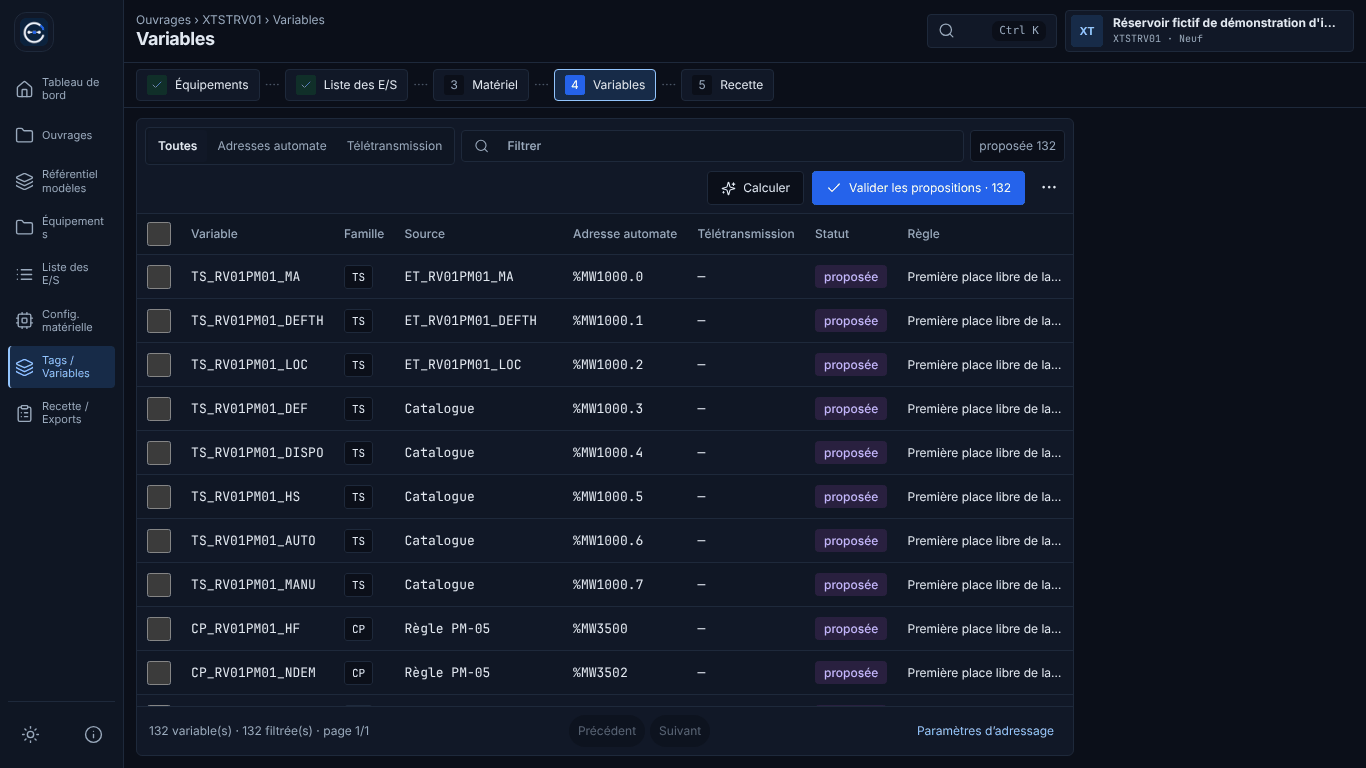 Ouvrages › XTSTRV01 › Variables
Variables
Ctrl K
XT
Réservoir fictif de démonstration d'i…
XTSTRV01 · Neuf
Tableau de
bord
Ouvrages
Référentiel
modèles
Équipement
s
Liste des
E/S
Config.
matérielle
Tags /
Variables
Recette /
Exports
Équipements
Liste des E/S
3 Matériel
4 Variables
5 Recette
Toutes Adresses automate Télétransmission
Filtrer
proposée 132
Calculer
Valider les propositions · 132
Variable Famille Source Adresse automate Télétransmission Statut Règle
TS_RV01PM01_MA TS ET_RV01PM01_MA %MW1000.0 — proposée Première place libre de la…
TS_RV01PM01_DEFTH TS ET_RV01PM01_DEFTH %MW1000.1 — proposée Première place libre de la…
TS_RV01PM01_LOC TS ET_RV01PM01_LOC %MW1000.2 — proposée Première place libre de la…
TS_RV01PM01_DEF TS Catalogue %MW1000.3 — proposée Première place libre de la…
TS_RV01PM01_DISPO TS Catalogue %MW1000.4 — proposée Première place libre de la…
TS_RV01PM01_HS TS Catalogue %MW1000.5 — proposée Première place libre de la…
TS_RV01PM01_AUTO TS Catalogue %MW1000.6 — proposée Première place libre de la…
TS_RV01PM01_MANU TS Catalogue %MW1000.7 — proposée Première place libre de la…
CP_RV01PM01_HF CP Règle PM-05 %MW3500 — proposée Première place libre de la…
CP_RV01PM01_NDEM CP Règle PM-05 %MW3502 — proposée Première place libre de la…
132 variable(s) · 132 filtrée(s) · page 1/1
Précédent Suivant
Paramètres d'adressage